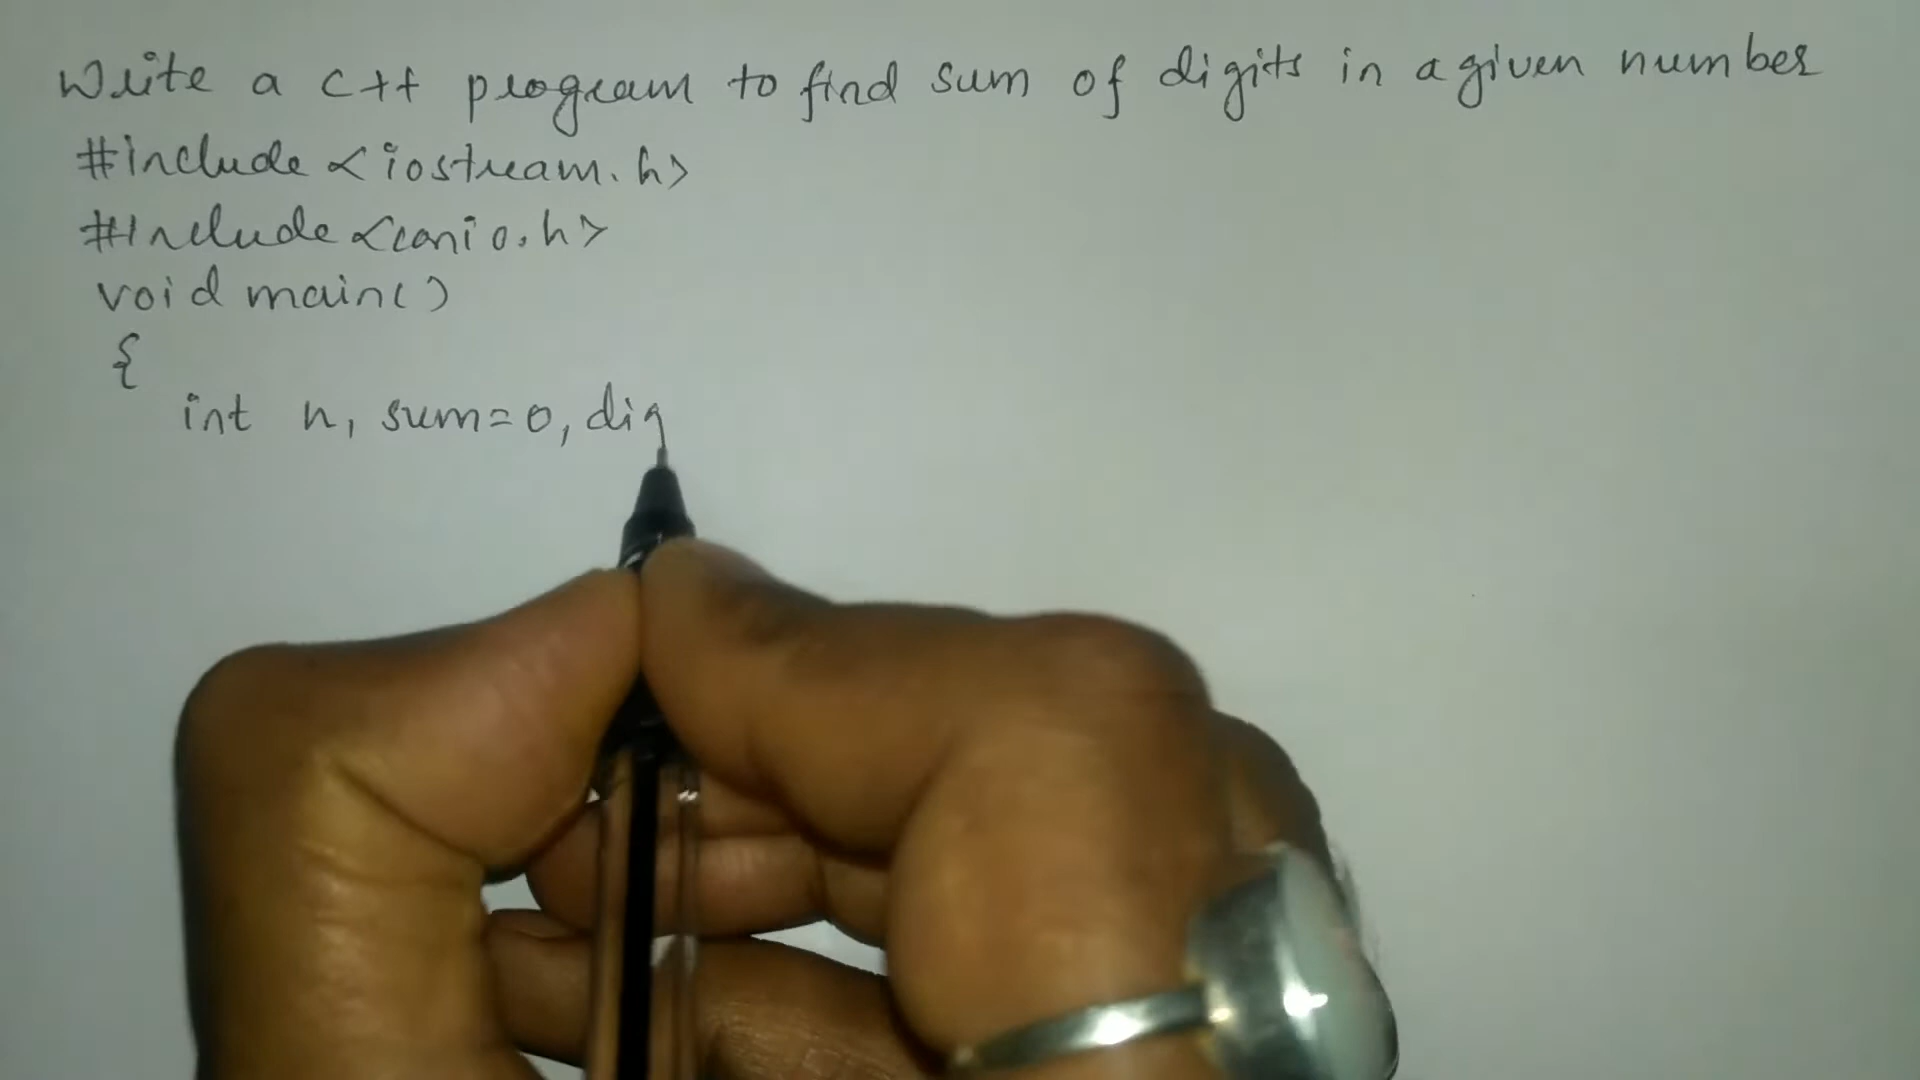 Write a c++ program to find sum of digits in a given number
#include <iostream.h>
#Include <conio.h>
void main()
{
int n, sum=0, dig